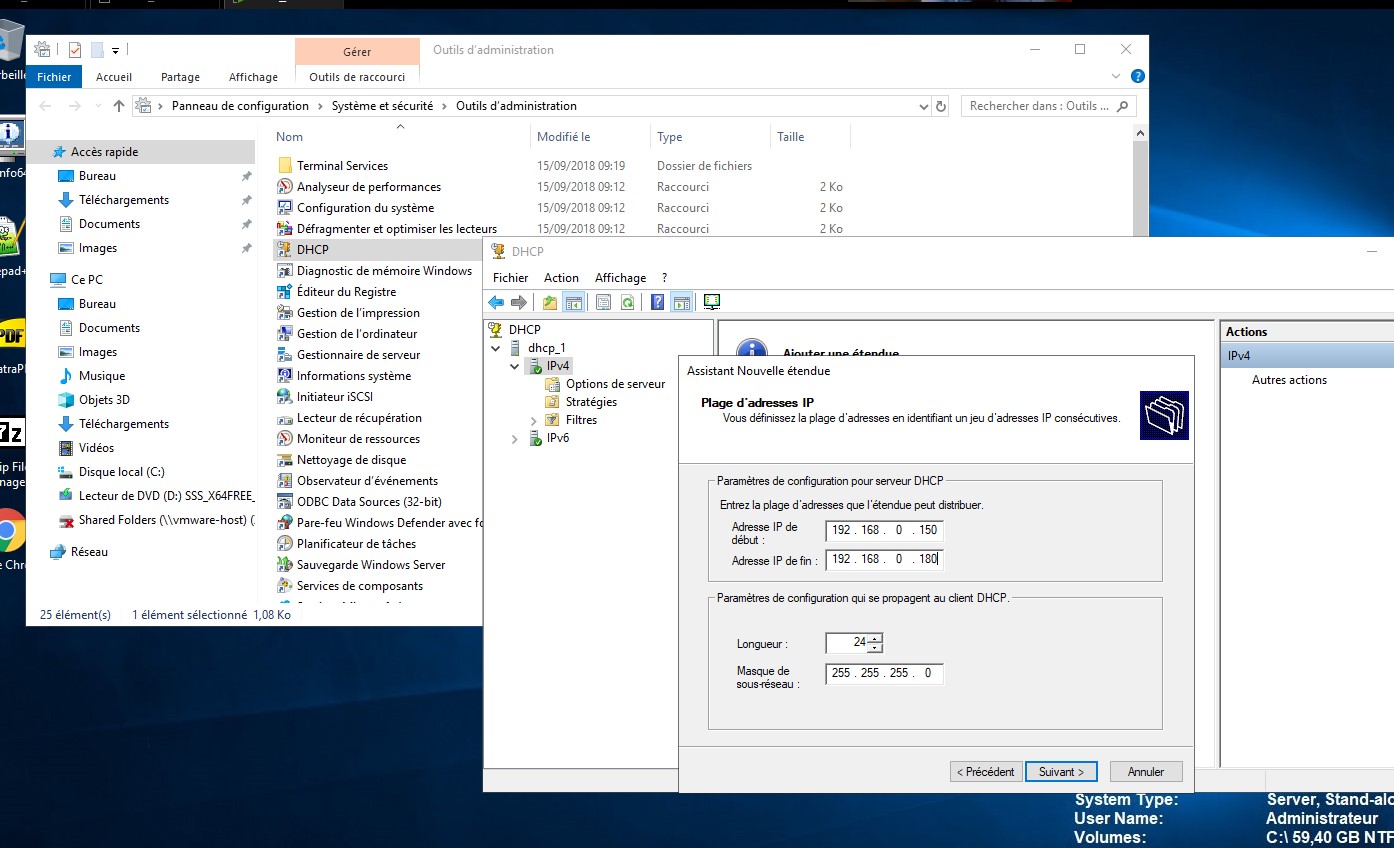 Gérer
Outils d'administration
Fichier
Accueil
Partage
Affichage
Outils de raccourci
Panneau de configuration
Système et sécurité
Outils d'administration
Rechercher dans : Outils ...
Nom
Modifié le
Type
Taille
Accès rapide
Bureau
Téléchargements
Documents
Images
Ce PC
Bureau
Documents
Images
Musique
Objets 3D
Téléchargements
Vidéos
Disque local (C:)
Lecteur de DVD (D:) SSS_X64FREE_
Shared Folders (\\vmware-host) (
Réseau
Terminal Services 15/09/2018 09:19 Dossier de fichiers
Analyseur de performances 15/09/2018 09:12 Raccourci 2 Ko
Configuration du système 15/09/2018 09:12 Raccourci 2 Ko
Défragmenter et optimiser les lecteurs 15/09/2018 09:12 Raccourci 2 Ko
DHCP
Diagnostic de mémoire Windows
Éditeur du Registre
Gestion de l'impression
Gestion de l'ordinateur
Gestionnaire de serveur
Informations système
Initiateur iSCSI
Lecteur de récupération
Moniteur de ressources
Nettoyage de disque
Observateur d'événements
ODBC Data Sources (32-bit)
Pare-feu Windows Defender avec fo
Planificateur de tâches
Sauvegarde Windows Server
Services de composants
25 élément(s)
1 élément sélectionné 1,08 Ko
DHCP
Fichier Action Affichage ?
DHCP
dhcp_1
IPv4
Options de serveur
Stratégies
Filtres
IPv6
Ajouter une étendue
Actions
IPv4
Autres actions
Assistant Nouvelle étendue
Plage d'adresses IP
Vous définissez la plage d'adresses en identifiant un jeu d'adresses IP consécutives.
Paramètres de configuration pour serveur DHCP
Entrez la plage d'adresses que l'étendue peut distribuer.
Adresse IP de
début :
192 . 168 . 0 . 150
Adresse IP de fin :
192 . 168 . 0 . 180
Paramètres de configuration qui se propagent au client DHCP.
Longueur :
24
Masque de
sous-réseau :
255 . 255 . 255 . 0
< Précédent
Suivant >
Annuler
System Type: Server, Stand-alo
User Name: Administrateur
Volumes: C:\ 59,40 GB NTF